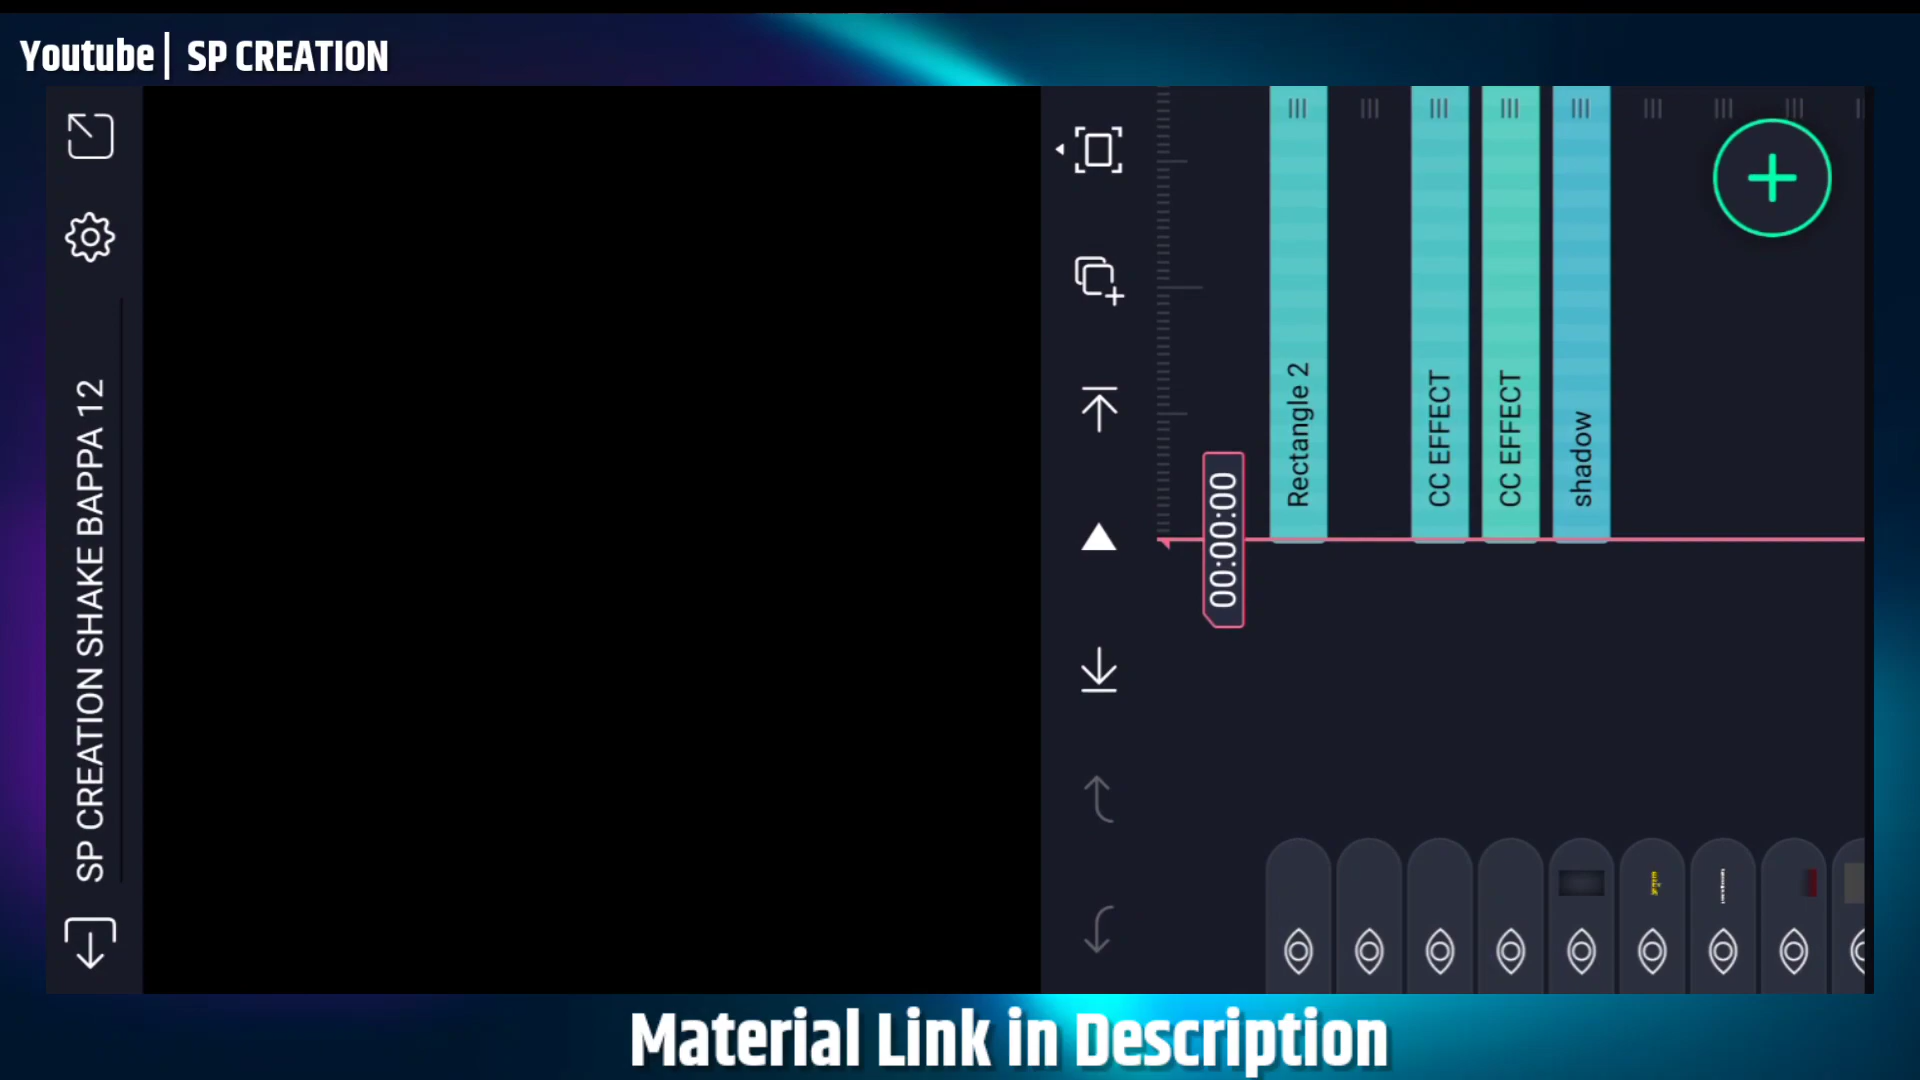 Youtube| SP CREATION
SP CREATION SHAKE BAPPA 12
00:00:00
Rectangle 2
CC EFFECT
CC EFFECT
shadow
Material Link in Description